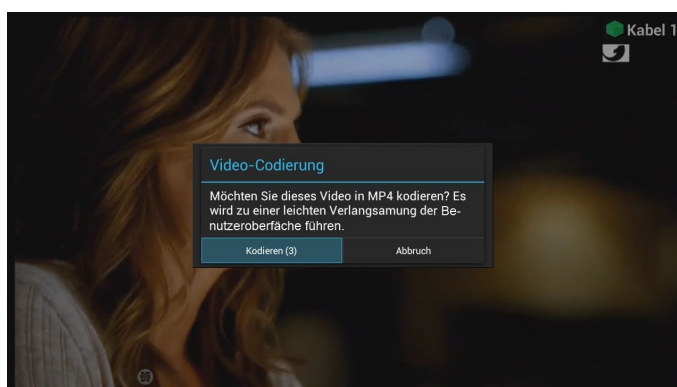 Kabel 1
Video-Codierung
Möchten Sie dieses Video in MP4 kodieren? Es
wird zu einer leichten Verlangsamung der Be-
nutzeroberfäche führen.
Kodieren (3)
Abbruch